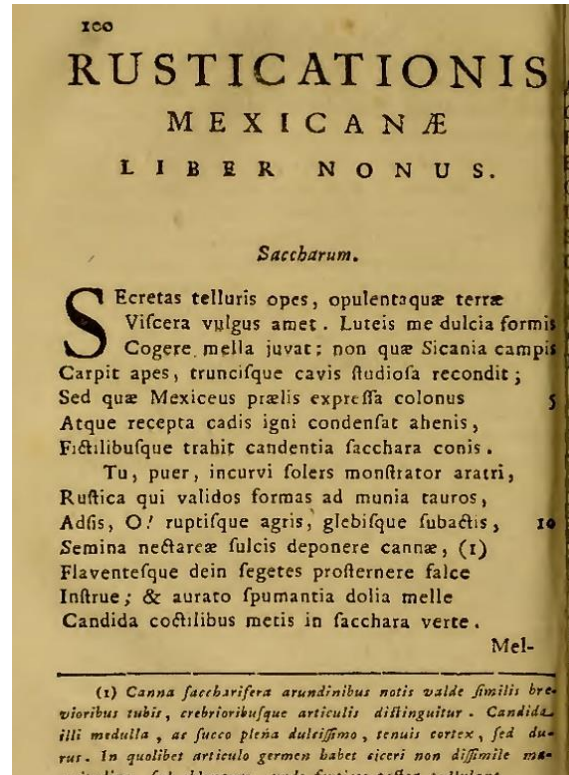 100
RUSTICATIONIS
MEXICANÆ
LIBER NONUS.
Saccharum.
SEcretas telluris opes, opulentaquæ terræ
Viſcera vulgus amet. Luteis me dulcia formis
Cogere mella juvat; non quæ Sicania campis
Carpit apes, trunciſque cavis ſtudioſa recondit;
Sed quæ Mexiceus prælis expreſſa colonus 5
Atque recepta cadis igni condenſat ahenis,
Fictilibuſque trahit candentia ſacchara conis.
Tu, puer, incurvi ſolers monſtrator aratri,
Ruſtica qui validos formas ad munia tauros,
Adſis, O! ruptiſque agris, glebiſque ſubactis, 10
Semina nectareæ ſulcis deponere cannæ, (1)
Flaventeſque dein ſegetes proſternere falce
Inſtrue; & aurato ſpumantia dolia melle
Candida coctilibus metis in ſacchara verte.
Mel-
(1) Canna ſaccharifera arundinibus notis valde ſimilis bre-
vioribus tubis, crebrioribuſque articulis diſtinguitur. Candida
illi medulla, ac ſucco plena dulciſſimo, tenuis cortex, ſed du-
rus. In quolibet articulo germen habet ciceri non diſſimile ma-